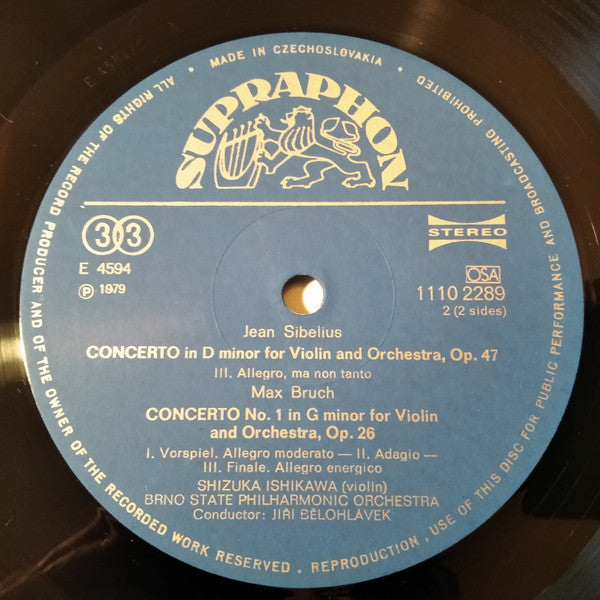 MADE IN CZECHOSLOVAKIA
SUPRAPHON
33
STEREO
E 4594
OSA
Ⓟ 1979
1110 2289
2 (2 sides)
Jean Sibelius
CONCERTO in D minor for Violin and Orchestra, Op. 47
III. Allegro, ma non tanto
Max Bruch
CONCERTO No. 1 in G minor for Violin
and Orchestra, Op. 26
I. Vorspiel. Allegro moderato — II. Adagio —
III. Finale. Allegro energico
SHIZUKA ISHIKAWA (violin)
BRNO STATE PHILHARMONIC ORCHESTRA
Conductor: JIŘÍ BĚLOHLÁVEK
ALL RIGHTS OF THE RECORD PRODUCER AND OF THE OWNER OF THE RECORDED WORK RESERVED. REPRODUCTION, USE OF THIS DISC FOR PUBLIC PERFORMANCE AND BROADCASTING PROHIBITED